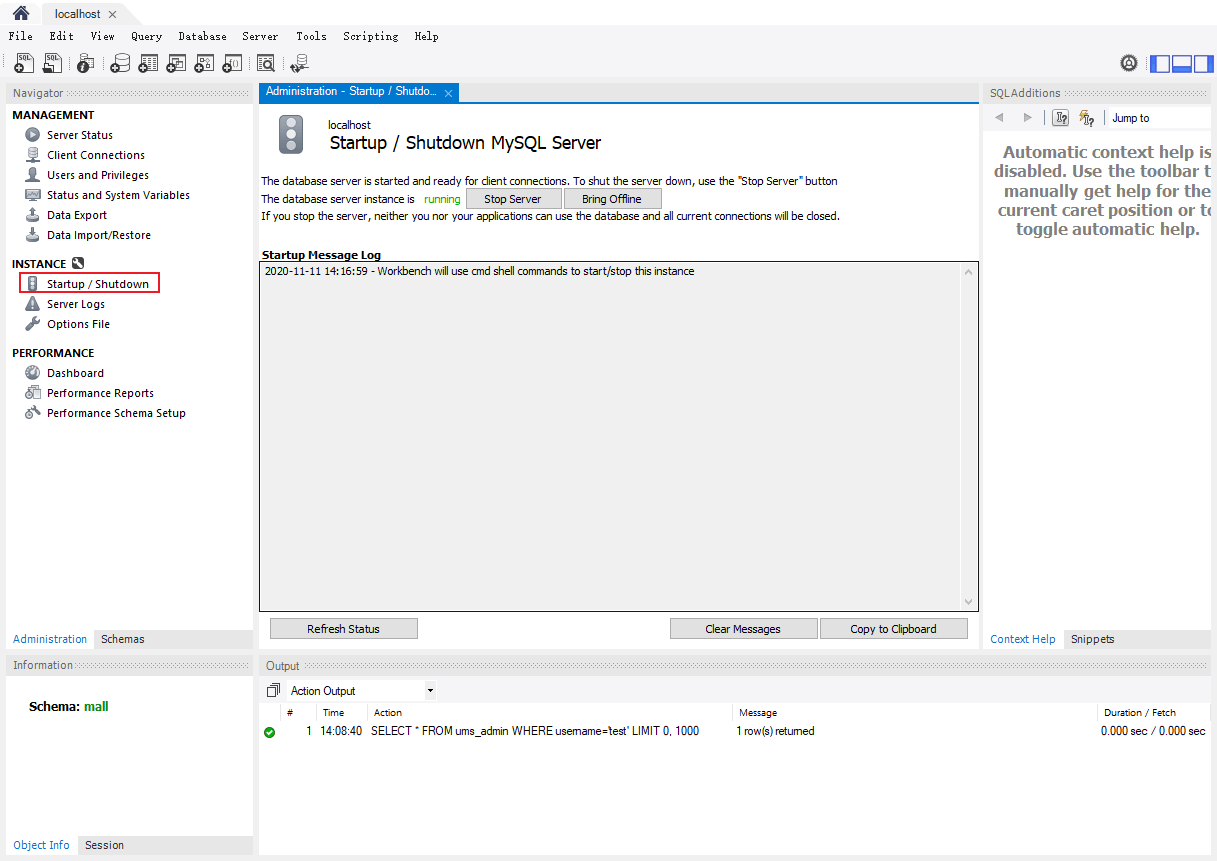 localhost
File Edit View Query Database Server Tools Scripting Help
Navigator
MANAGEMENT
Server Status
Client Connections
Users and Privileges
Status and System Variables
Data Export
Data Import/Restore
INSTANCE
Startup / Shutdown
Server Logs
Options File
PERFORMANCE
Dashboard
Performance Reports
Performance Schema Setup
Administration Schemas
Administration - Startup / Shutdo...
localhost
Startup / Shutdown MySQL Server
The database server is started and ready for client connections. To shut the server down, use the "Stop Server" button
The database server instance is running Stop Server Bring Offline
If you stop the server, neither you nor your applications can use the database and all current connections will be closed.
Startup Message Log
2020-11-11 14:16:59 - Workbench will use cmd shell commands to start/stop this instance
Refresh Status Clear Messages Copy to Clipboard
SQLAdditions
Jump to
Automatic context help is
disabled. Use the toolbar t
manually get help for the
current caret position or to
toggle automatic help.
Context Help Snippets
Information
Schema: mall
Object Info Session
Output
Action Output
# Time Action Message Duration / Fetch
1 14:08:40 SELECT * FROM ums_admin WHERE username='test' LIMIT 0, 1000 1 row(s) returned 0.000 sec / 0.000 sec